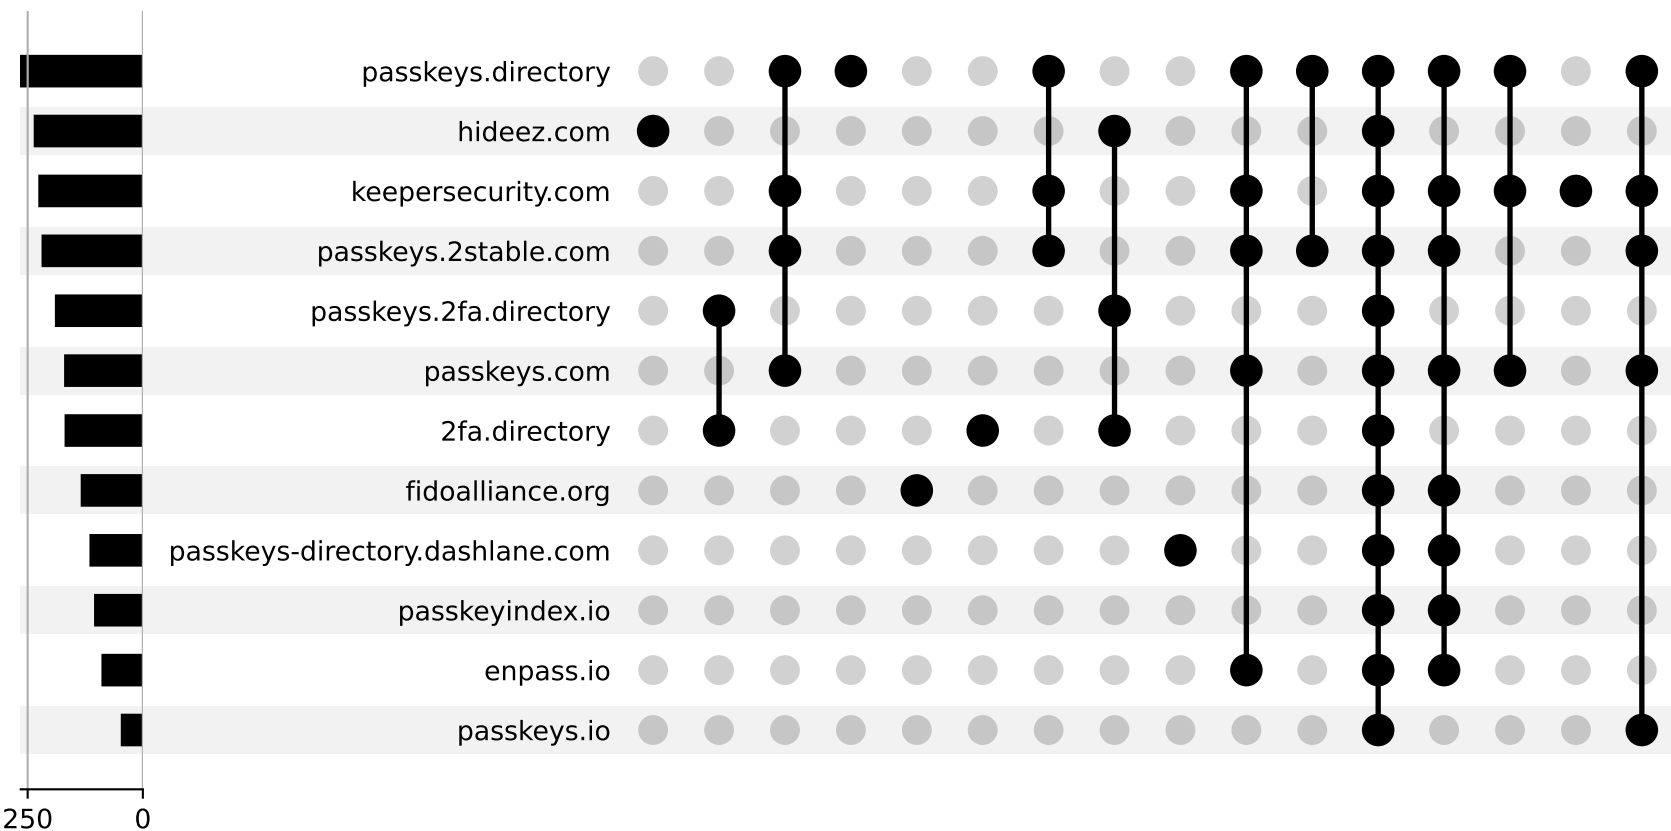 passkeys.directory
hideez.com
keepersecurity.com
passkeys.2stable.com
passkeys.2fa.directory
passkeys.com
2fa.directory
fidoalliance.org
passkeys-directory.dashlane.com
passkeyindex.io
enpass.io
passkeys.io
250 0